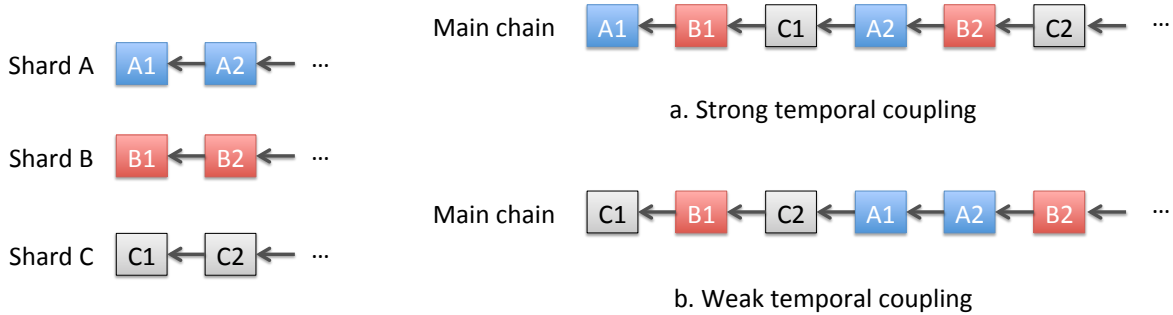 Shard A A1 A2 ...
Shard B B1 B2 ...
Shard C C1 C2 ...
Main chain A1 B1 C1 A2 B2 C2 ...
a. Strong temporal coupling
Main chain C1 B1 C2 A1 A2 B2 ...
b. Weak temporal coupling